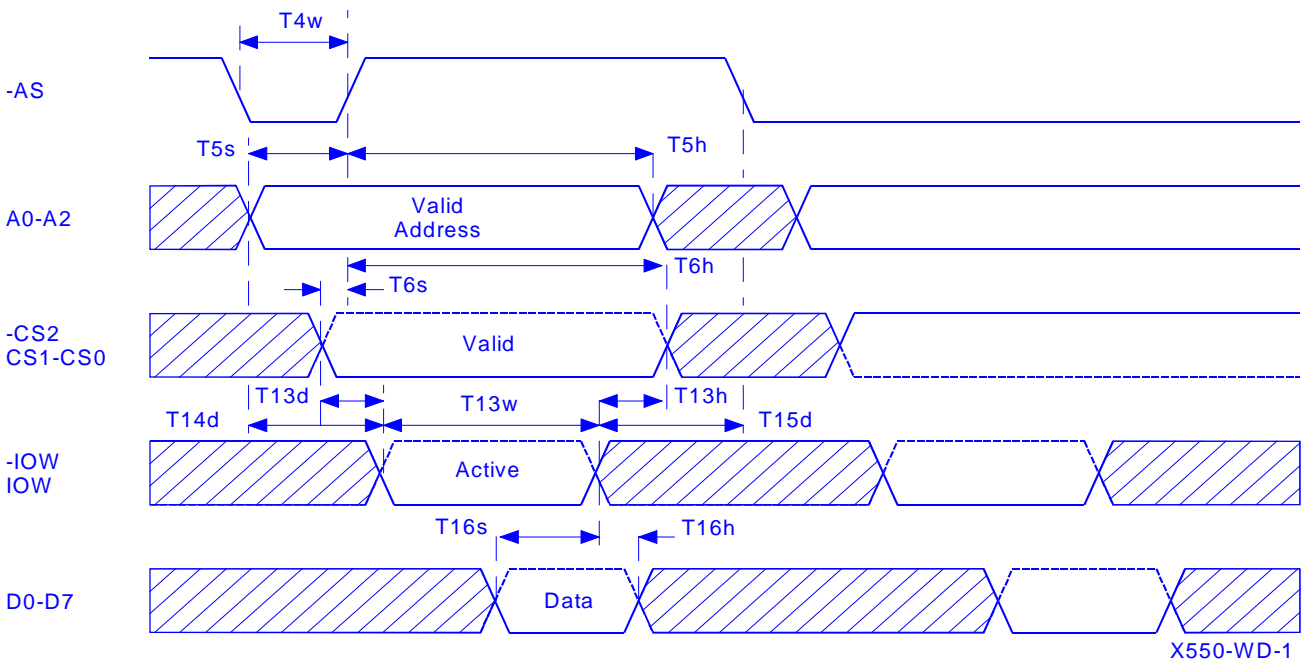 T4w
-AS
T5s
T5h
A0-A2
Valid
Address
T6h
T6s
-CS2
CS1-CS0
Valid
T13d
T13w
T13h
T14d
T15d
-IOW
IOW
Active
T16s
T16h
D0-D7
Data
X550-WD-1